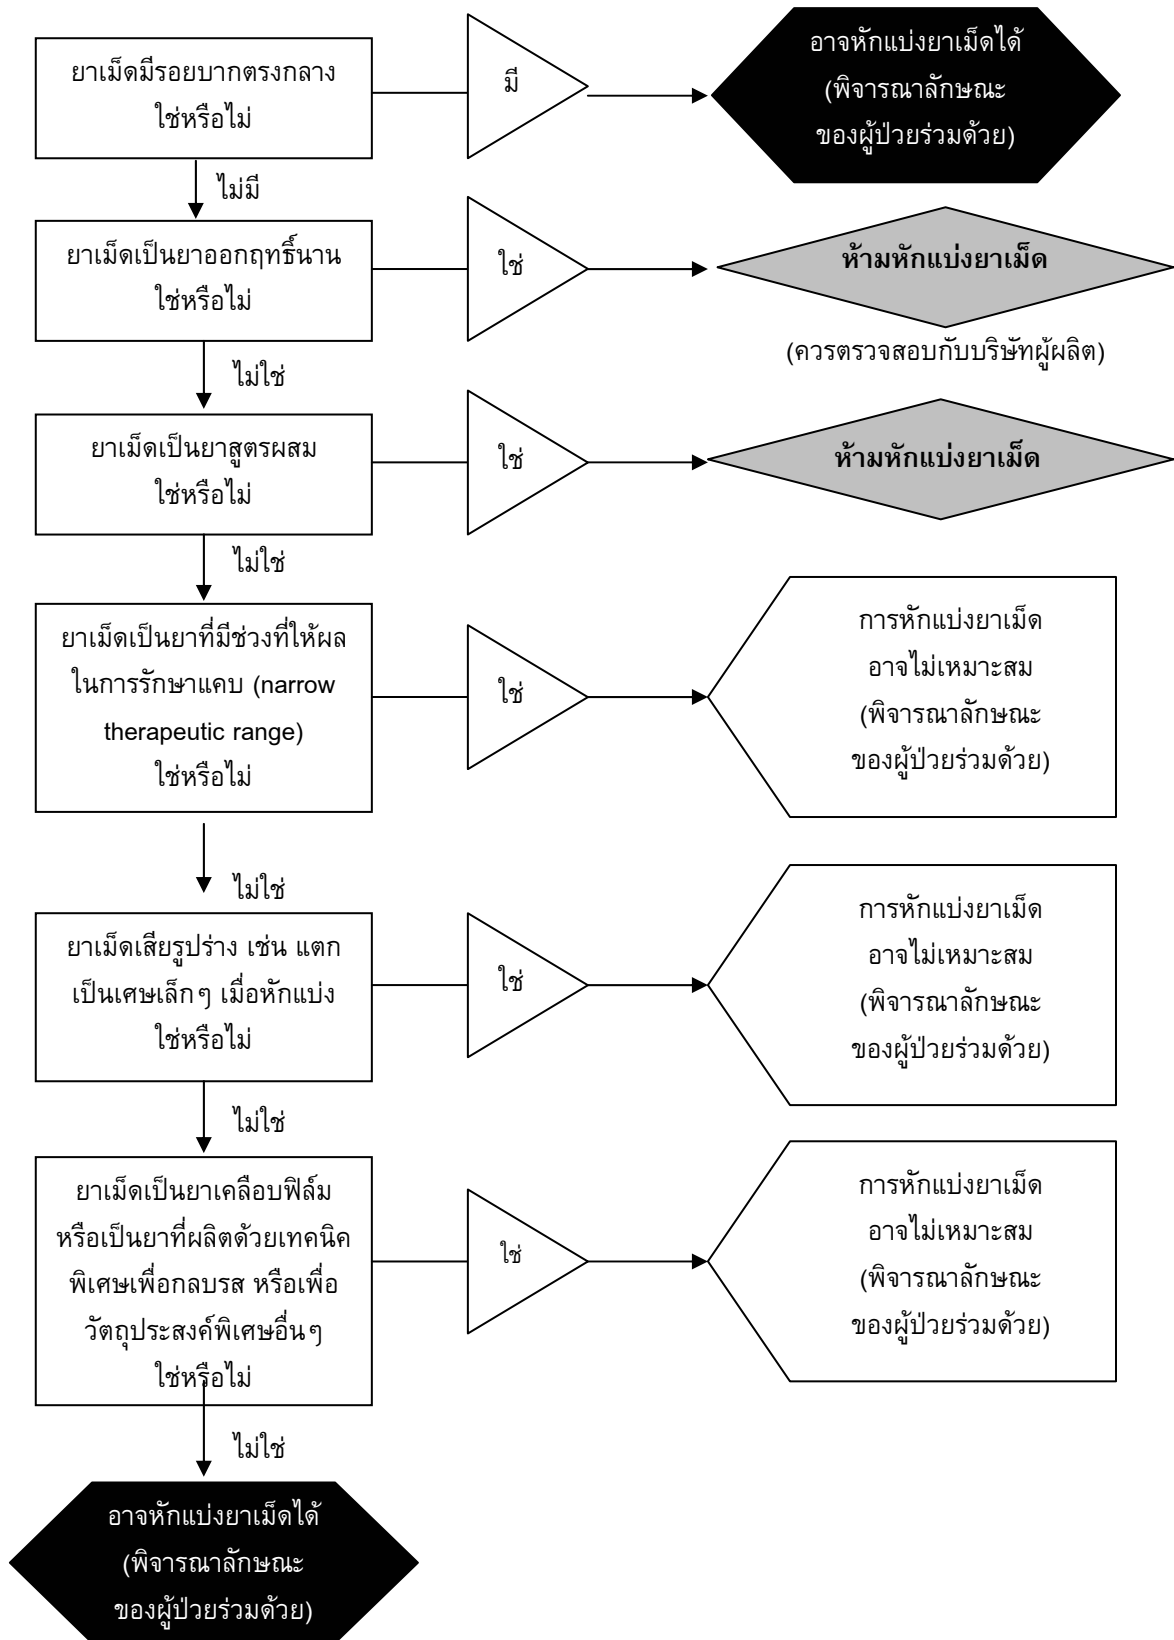 ยาเม็ดมีรอยบากตรงกลาง
ใช่หรือไม่
มี
อาจหักแบ่งยาเม็ดได้
(พิจารณาลักษณะ
ของผู้ป่วยร่วมด้วย)
ไม่มี
ยาเม็ดเป็นยาออกฤทธิ์นาน
ใช่หรือไม่
ใช่
ห้ามหักแบ่งยาเม็ด
(ควรตรวจสอบกับบริษัทผู้ผลิต)
ไม่ใช่
ยาเม็ดเป็นยาสูตรผสม
ใช่หรือไม่
ใช่
ห้ามหักแบ่งยาเม็ด
ไม่ใช่
ยาเม็ดเป็นยาที่มีช่วงที่ให้ผล
ในการรักษาแคบ (narrow
therapeutic range)
ใช่หรือไม่
ใช่
การหักแบ่งยาเม็ด
อาจไม่เหมาะสม
(พิจารณาลักษณะ
ของผู้ป่วยร่วมด้วย)
ไม่ใช่
ยาเม็ดเสียรูปร่าง เช่น แตก
เป็นเศษเล็กๆ เมื่อหักแบ่ง
ใช่หรือไม่
ใช่
การหักแบ่งยาเม็ด
อาจไม่เหมาะสม
(พิจารณาลักษณะ
ของผู้ป่วยร่วมด้วย)
ไม่ใช่
ยาเม็ดเป็นยาเคลือบฟิล์ม
หรือเป็นยาที่ผลิตด้วยเทคนิค
พิเศษเพื่อกลบรส หรือเพื่อ
วัตถุประสงค์พิเศษอื่นๆ
ใช่หรือไม่
ใช่
การหักแบ่งยาเม็ด
อาจไม่เหมาะสม
(พิจารณาลักษณะ
ของผู้ป่วยร่วมด้วย)
ไม่ใช่
อาจหักแบ่งยาเม็ดได้
(พิจารณาลักษณะ
ของผู้ป่วยร่วมด้วย)